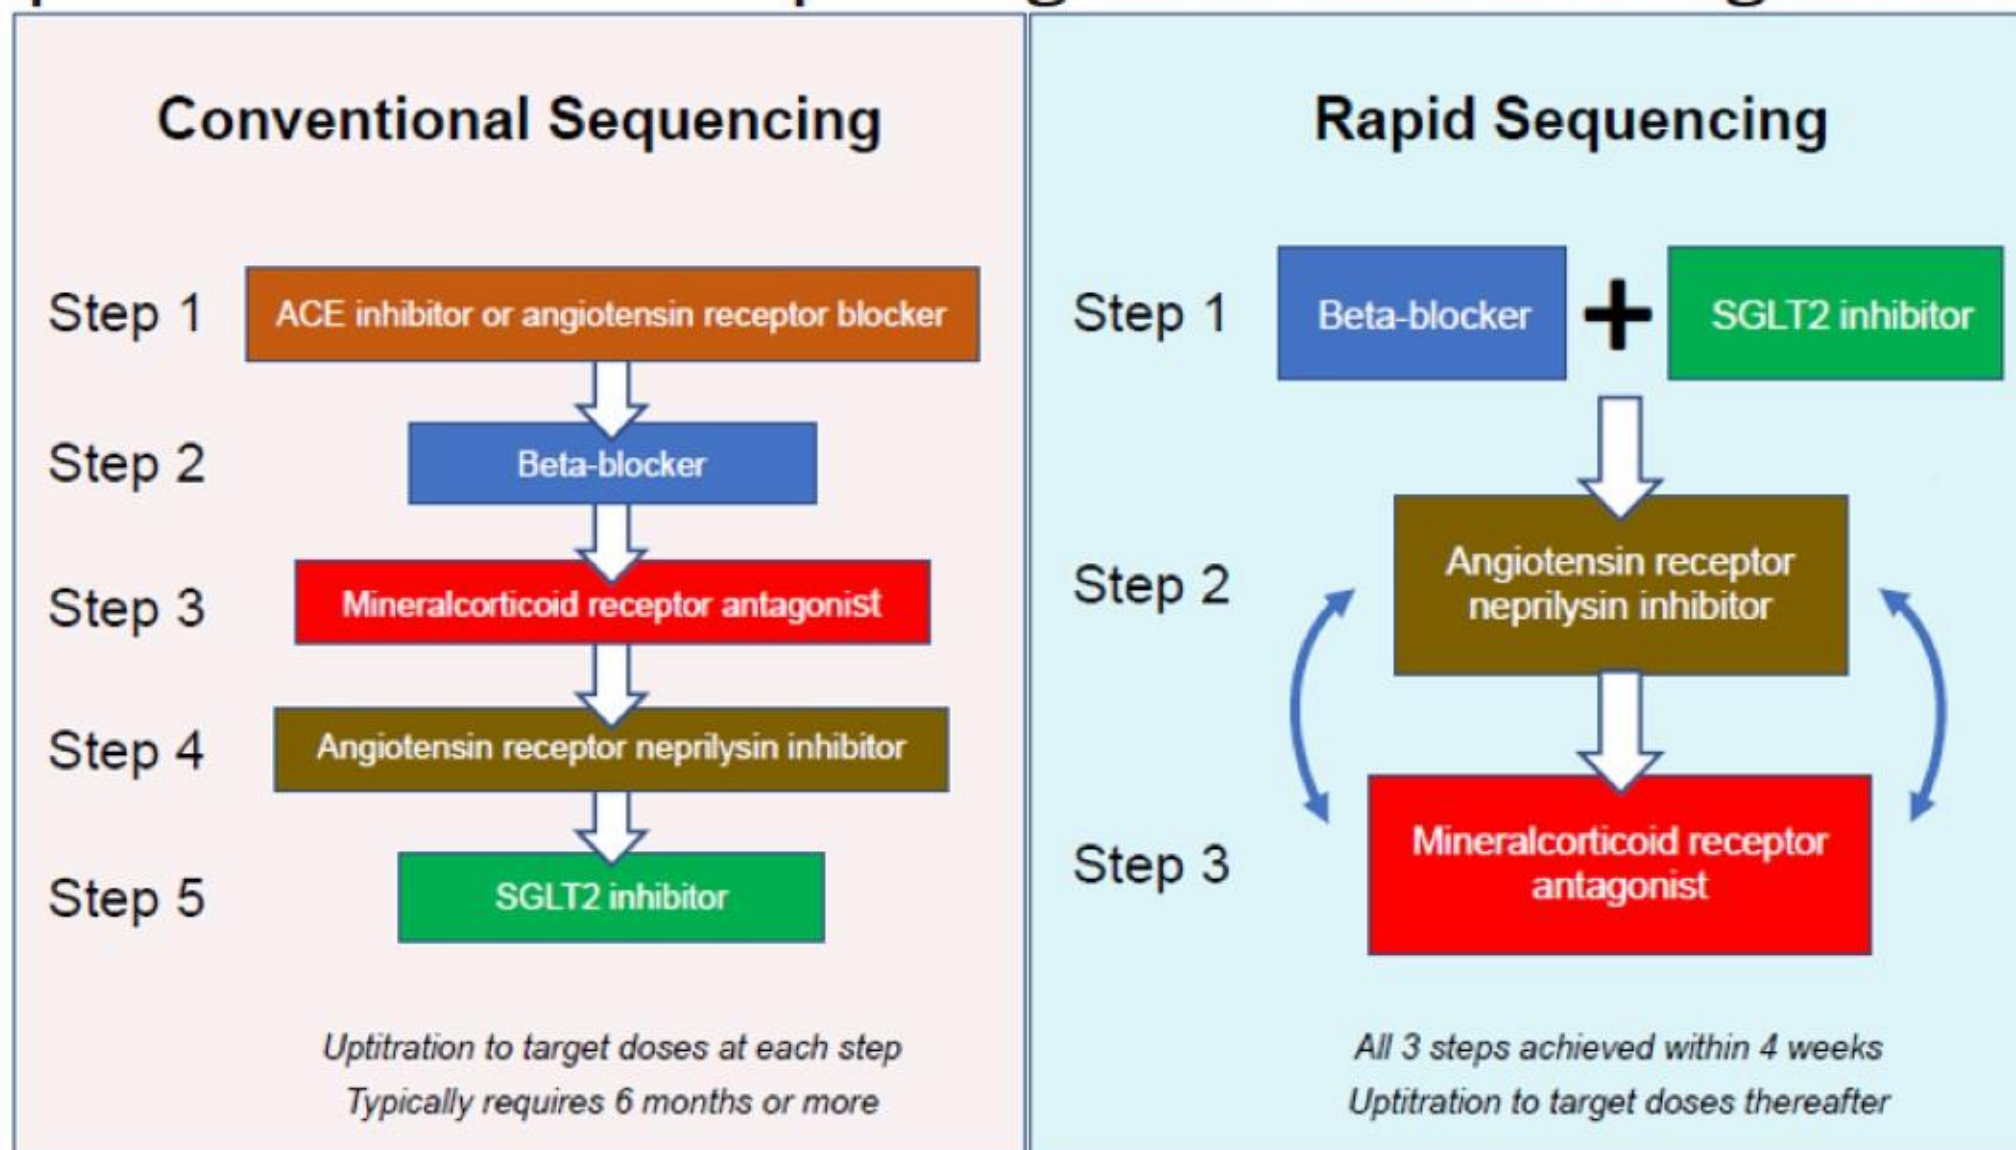 Conventional Sequencing
Step 1
ACE inhibitor or angiotensin receptor blocker
Step 2
Beta-blocker
Step 3
Mineralcorticoid receptor antagonist
Step 4
Angiotensin receptor neprilysin inhibitor
Step 5
SGLT2 inhibitor
Uptitration to target doses at each step
Typically requires 6 months or more
Rapid Sequencing
Step 1
Beta-blocker
+
SGLT2 inhibitor
Step 2
Angiotensin receptor
neprilysin inhibitor
Step 3
Mineralcorticoid receptor
antagonist
All 3 steps achieved within 4 weeks
Uptitration to target doses thereafter